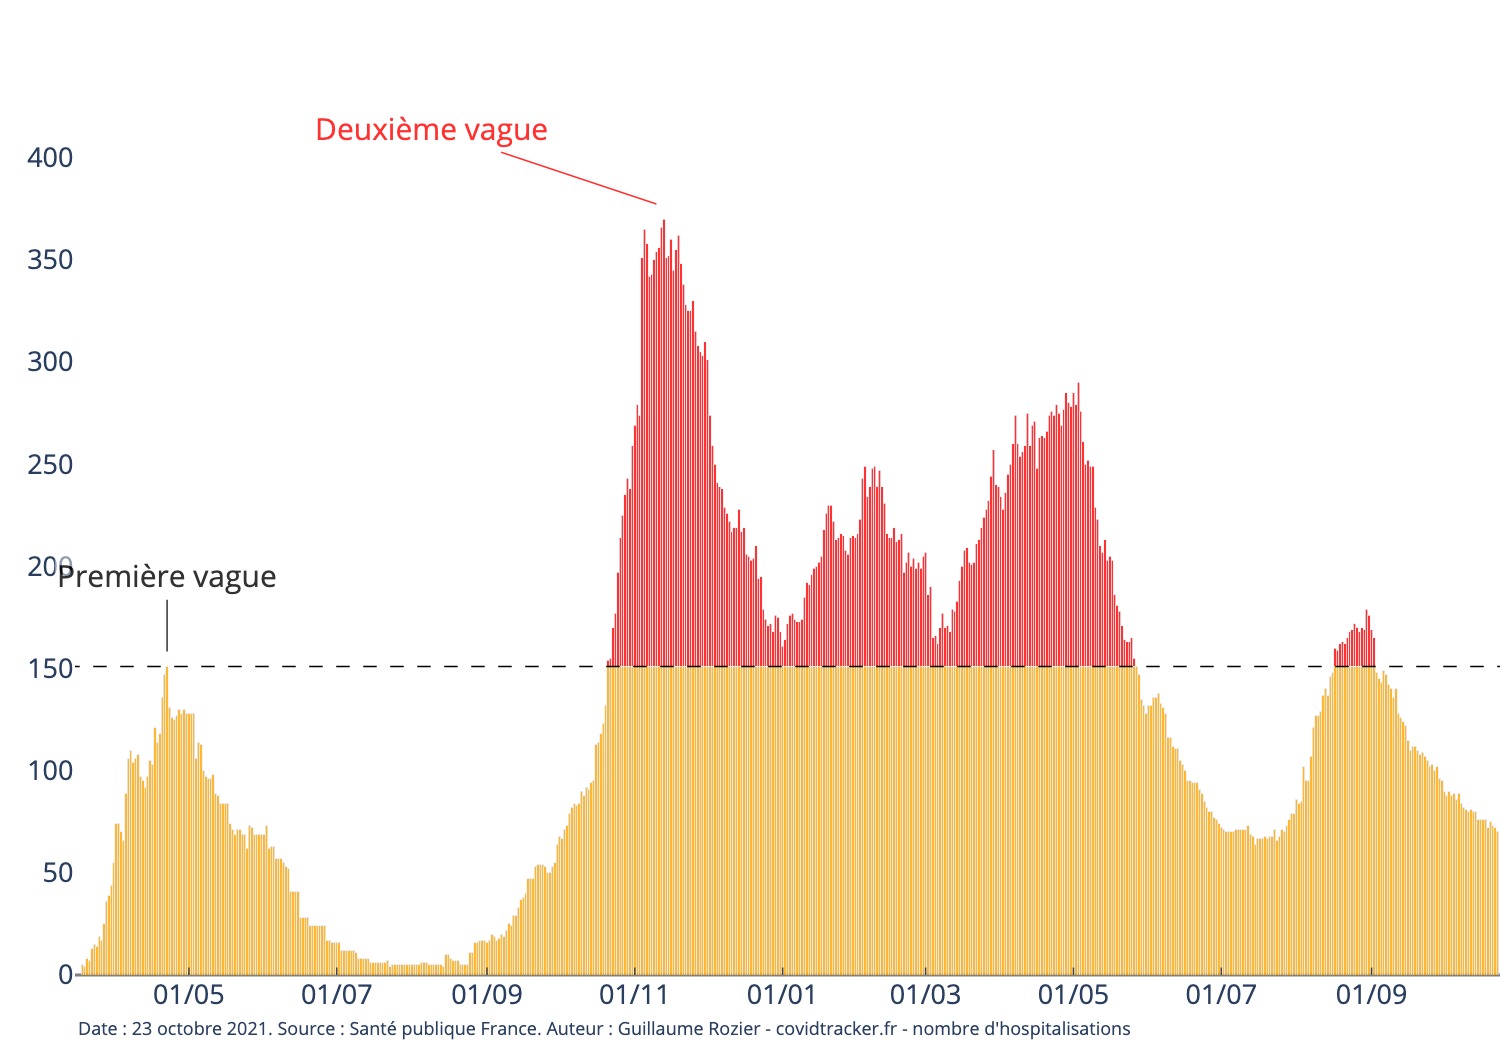 Deuxième vague
400
350
300
250
200
Première vague
150
100
50
0
01/05 01/07 01/09 01/11 01/01 01/03 01/05 01/07 01/09
Date : 23 octobre 2021. Source : Santé publique France. Auteur : Guillaume Rozier - covidtracker.fr - nombre d'hospitalisations